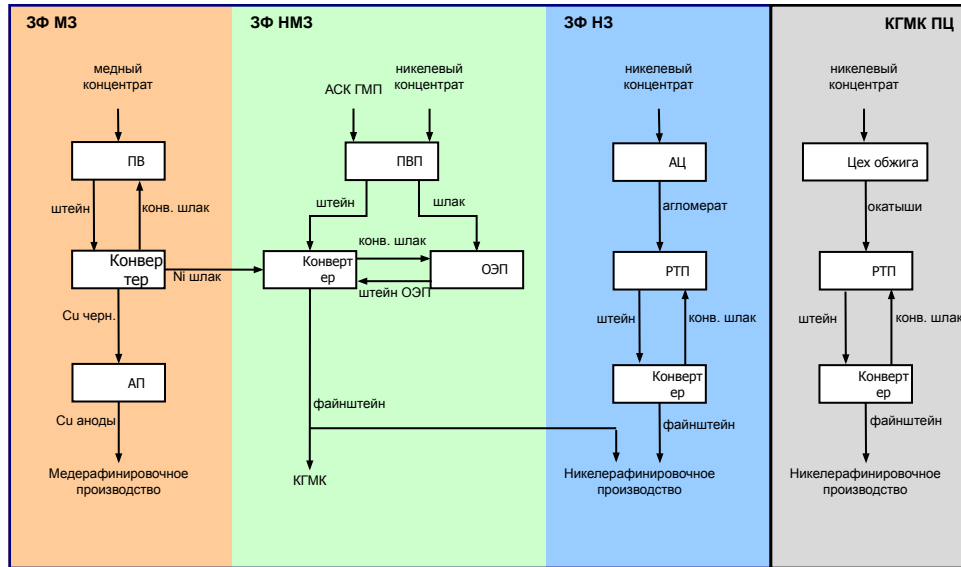 ЗФ МЗ
медный
концентрат
ПВ
штейн
конв. шлак
Конвер
тер
Ni шлак
Cu черн.
АП
Cu аноды
Медерафинировочное
производство
ЗФ НМЗ
АСК ГМП
никелевый
концентрат
ПВП
штейн
шлак
конв. шлак
Конверт
ер
ОЭП
штейн ОЭП
файнштейн
КГМК
ЗФ НЗ
никелевый
концентрат
АЦ
агломерат
РТП
штейн
конв. шлак
Конверт
ер
файнштейн
Никелерафинировочное
производство
КГМК ПЦ
никелевый
концентрат
Цех обжига
окатыши
РТП
штейн
конв. шлак
Конверт
ер
файнштейн
Никелерафинировочное
производство